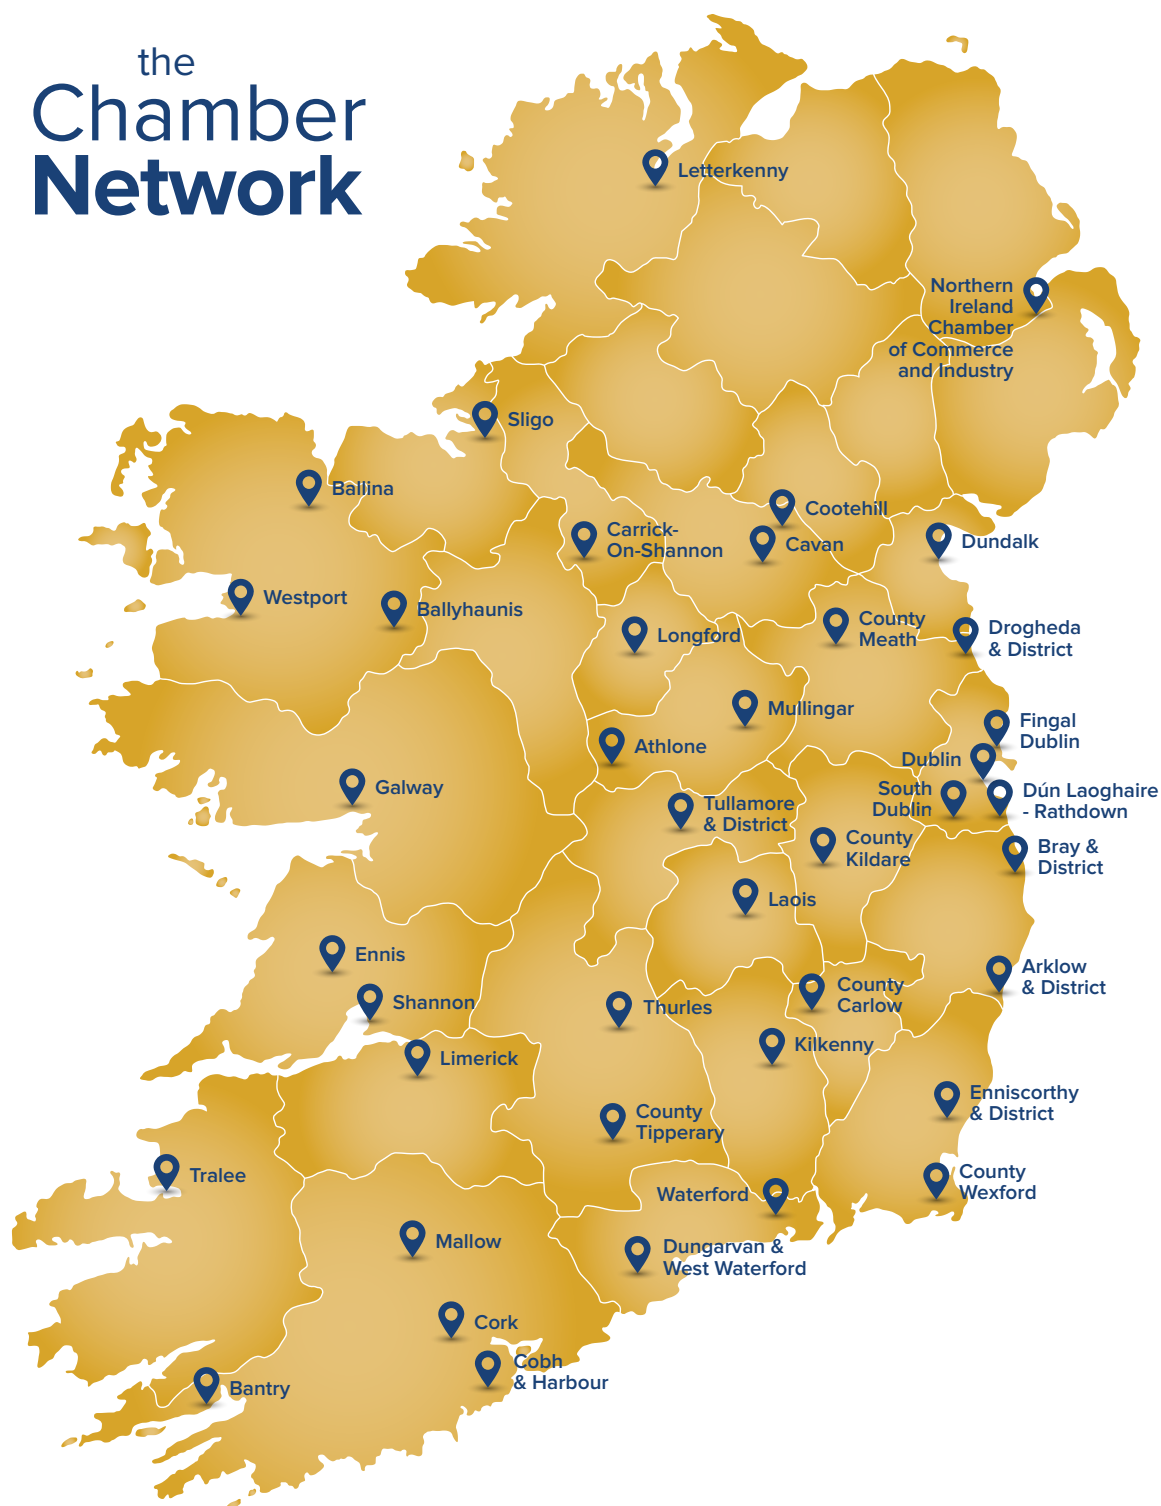 the
Chamber
Network
Letterkenny
Northern
Ireland
Chamber
of Commerce
and Industry
Sligo
Ballina
Cootehill
Carrick-
On-Shannon
Cavan
Dundalk
Westport
Ballyhaunis
County
Meath
Longford
Drogheda
& District
Mullingar
Fingal
Dublin
Athlone
Dublin
Galway
South
Dublin
Dún Laoghaire
- Rathdown
Tullamore
& District
County
Kildare
Bray &
District
Laois
Ennis
Arklow
& District
Shannon
County
Carlow
Thurles
Kilkenny
Limerick
Enniscorthy
& District
County
Tipperary
Tralee
County
Wexford
Waterford
Mallow
Dungarvan &
West Waterford
Cork
Cobh
& Harbour
Bantry